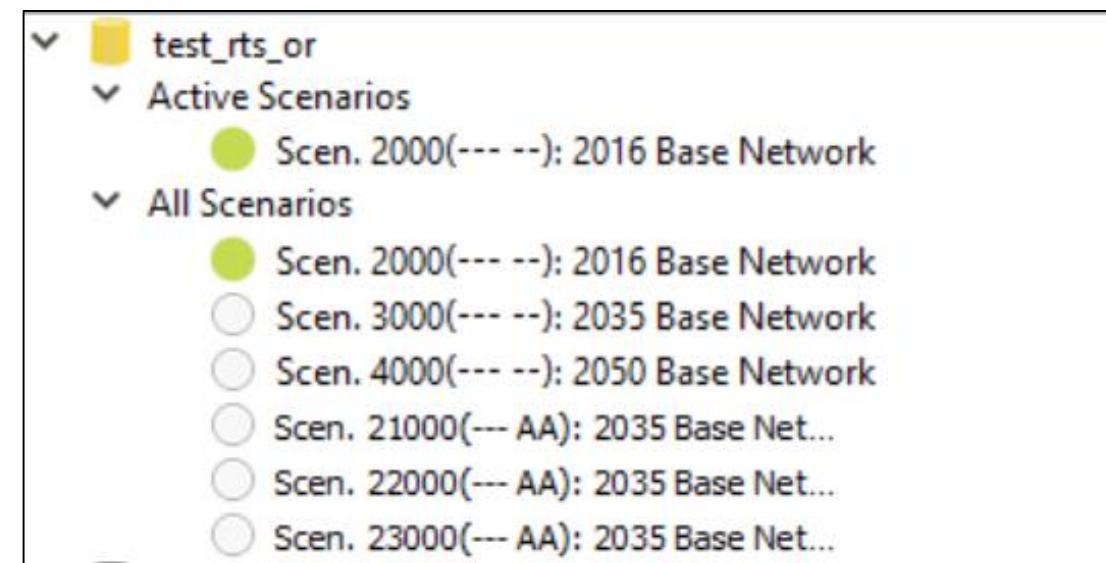 test_rts_or
Active Scenarios
Scen. 2000(--- --): 2016 Base Network
All Scenarios
Scen. 2000(--- --): 2016 Base Network
Scen. 3000(--- --): 2035 Base Network
Scen. 4000(--- --): 2050 Base Network
Scen. 21000(--- AA): 2035 Base Net...
Scen. 22000(--- AA): 2035 Base Net...
Scen. 23000(--- AA): 2035 Base Net...